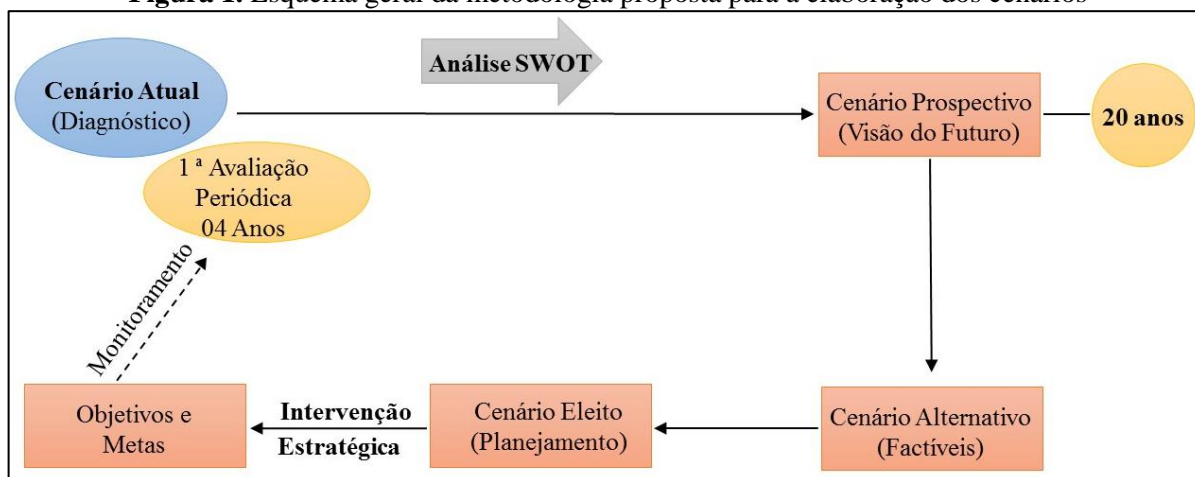 Figura 1. Esquema geral da metodologia proposta para a elaboração dos cenários
Análise SWOT
Cenário Atual
(Diagnóstico)
Cenário Prospectivo
(Visão do Futuro)
20 anos
1 ª Avaliação
Periódica
04 Anos
Monitoramento
Objetivos e
Metas
Intervenção
Estratégica
Cenário Eleito
(Planejamento)
Cenário Alternativo
(Factíveis)